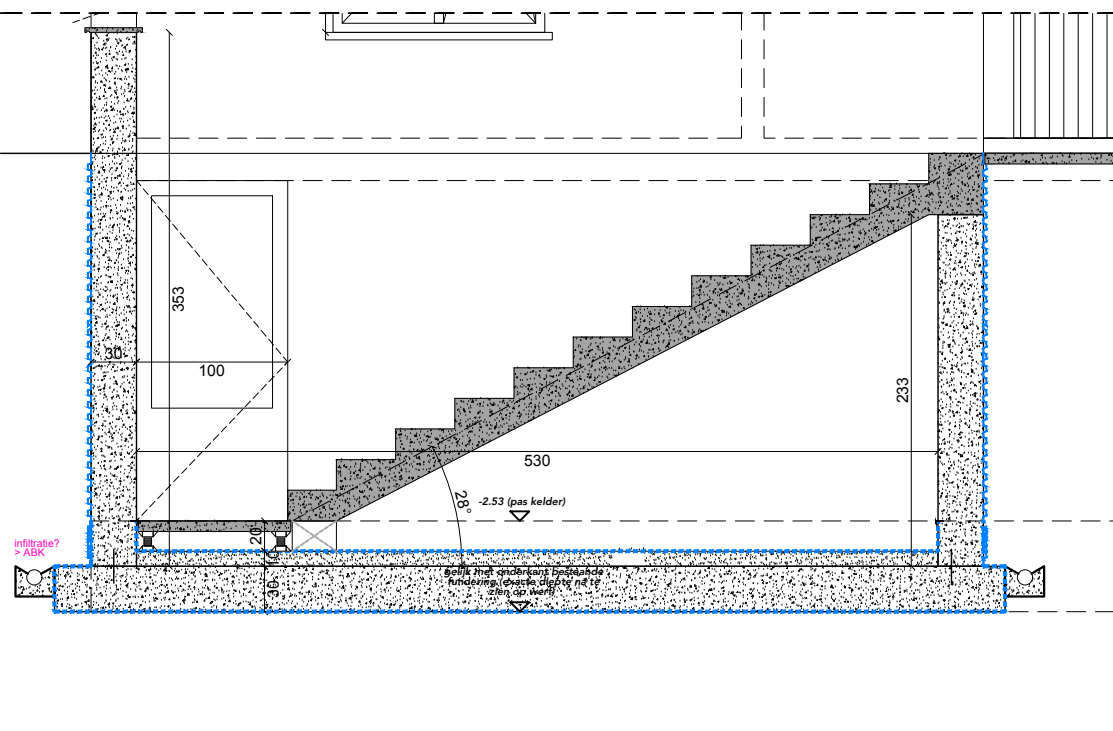 353
30
100
233
530
28°
-2.53 (pas kelder)
20
infiltratie?
> ABK
10
30
gelijk met onderkant bestaande
fundering (exacte diepte na te
zien op werf)